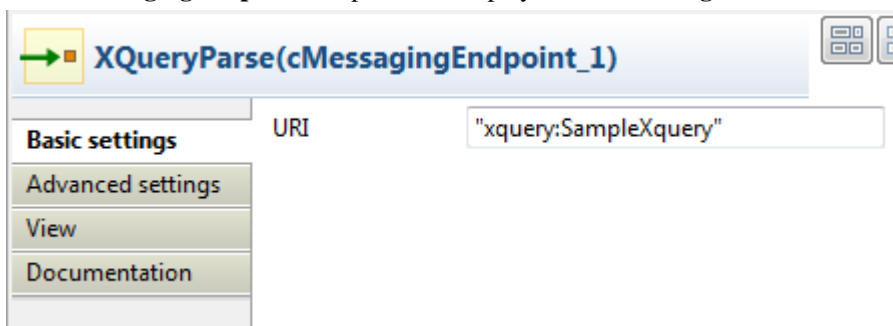 XQueryParse(cMessagingEndpoint_1)
Basic settings
URI
"xquery:SampleXquery"
Advanced settings
View
Documentation